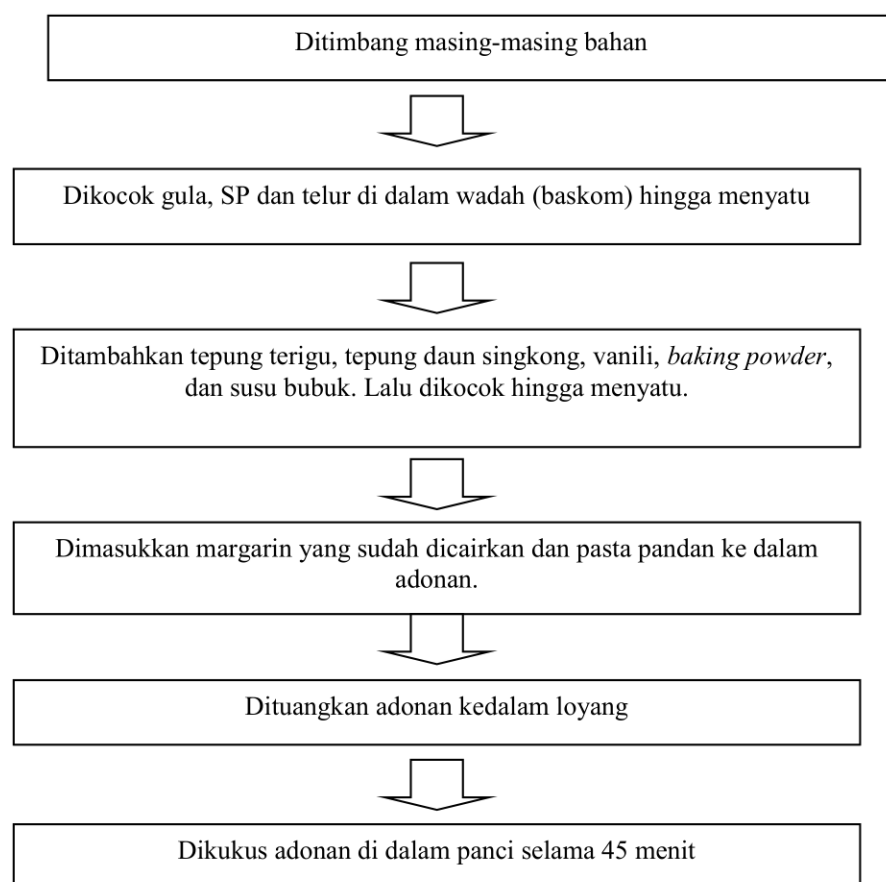 Ditimbang masing-masing bahan
Dikocok gula, SP dan telur di dalam wadah (baskom) hingga menyatu
Ditambahkan tepung terigu, tepung daun singkong, vanili, baking powder,
dan susu bubuk. Lalu dikocok hingga menyatu.
Dimasukkan margarin yang sudah dicairkan dan pasta pandan ke dalam
adonan.
Dituangkan adonan kedalam loyang
Dikukus adonan di dalam panci selama 45 menit